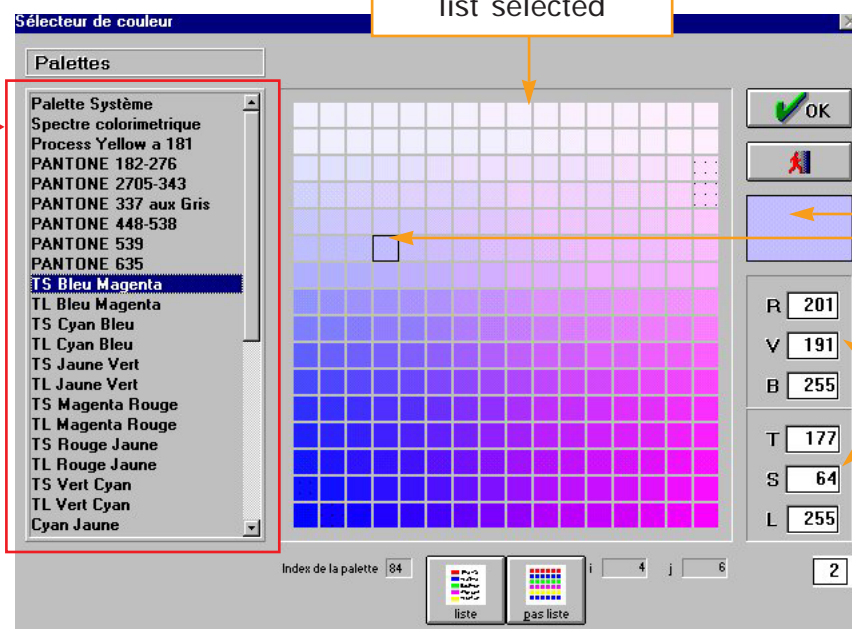 list selected
Sélecteur de couleur
Palettes
Palette Système
Spectre colorimetrique
Process Yellow a 181
PANTONE 182-276
PANTONE 2705-343
PANTONE 337 aux Gris
PANTONE 448-538
PANTONE 539
PANTONE 635
TS Bleu Magenta
TL Bleu Magenta
TS Cyan Bleu
TL Cyan Bleu
TS Jaune Vert
TL Jaune Vert
TS Magenta Rouge
TL Magenta Rouge
TS Rouge Jaune
TL Rouge Jaune
TS Vert Cyan
TL Vert Cyan
Cyan Jaune
OK
R 201
V 191
B 255
T 177
S 64
L 255
Index de la palette 84
liste
pas liste
i 4 j 6
2